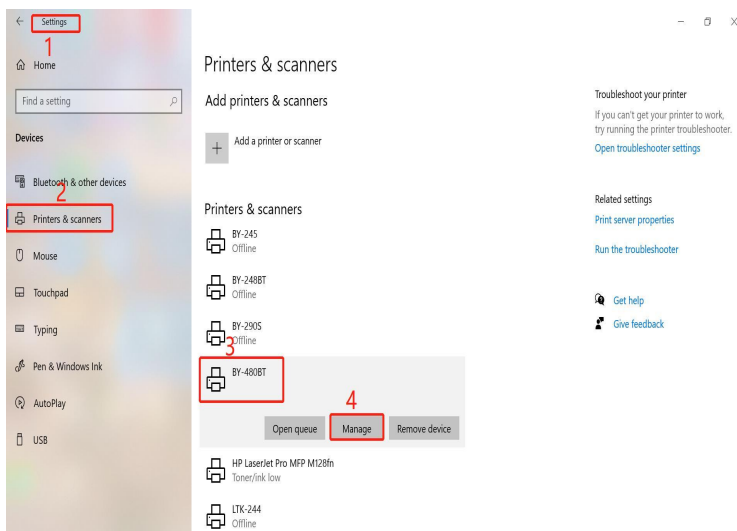 Settings
1
Home
Find a setting
Devices
Bluetooth & other devices
2
Printers & scanners
Mouse
Touchpad
Typing
Pen & Windows Ink
AutoPlay
USB
Printers & scanners
Add printers & scanners
Add a printer or scanner
Printers & scanners
BY-245
Offline
BY-248BT
Offline
BY-290S
Offline
3
BY-480BT
4
Open queue Manage Remove device
HP LaserJet Pro MFP M128fn
Toner/ink low
LTK-244
Offline
Troubleshoot your printer
If you can't get your printer to work,
try running the printer troubleshooter.
Open troubleshooter settings
Related settings
Print server properties
Run the troubleshooter
Get help
Give feedback